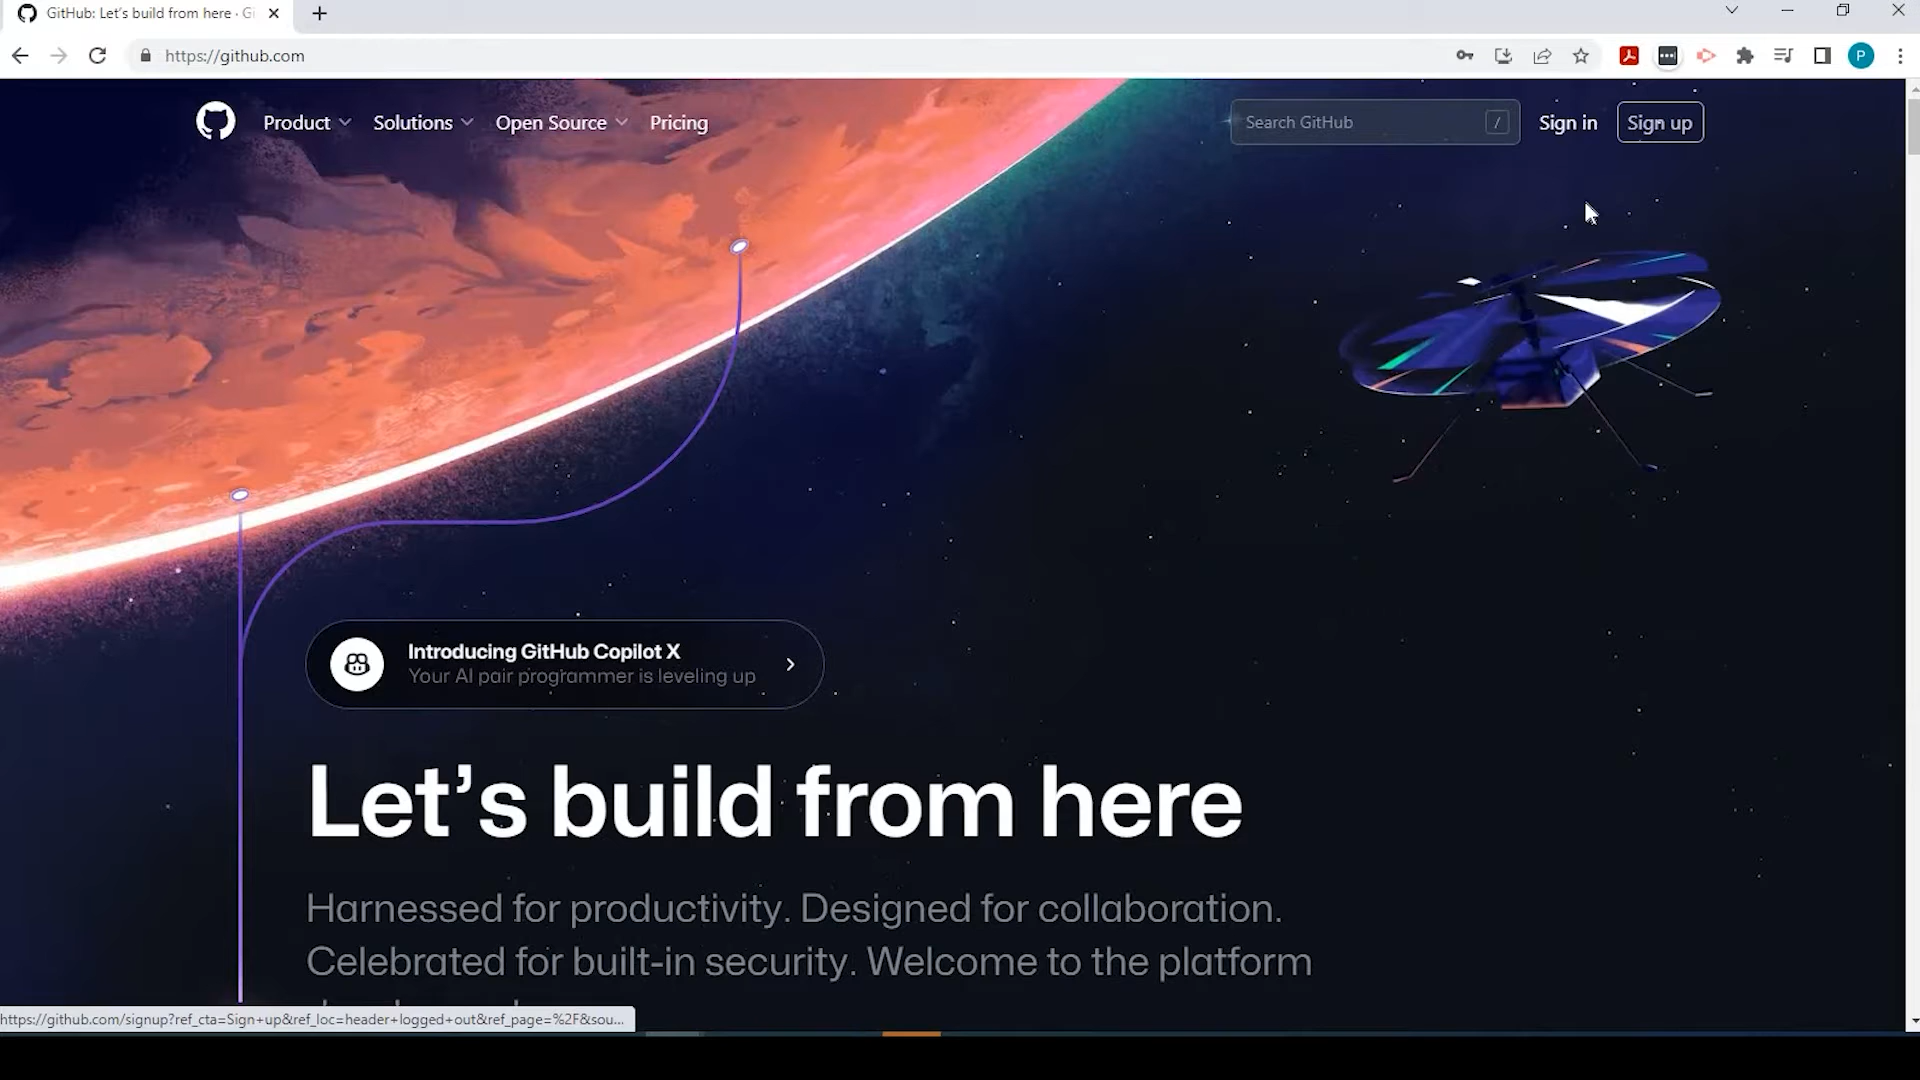 GitHub: Let's build from here · Gi
https://github.com
P
Product
Solutions
Open Source
Pricing
Search GitHub
/
Sign in
Sign up
Introducing GitHub Copilot X
Your AI pair programmer is leveling up
Let's build from here
Harnessed for productivity. Designed for collaboration.
Celebrated for built-in security. Welcome to the platform
https://github.com/signup?ref_cta=Sign+up&ref_loc=header+logged+out&ref_page=%2F&sou...